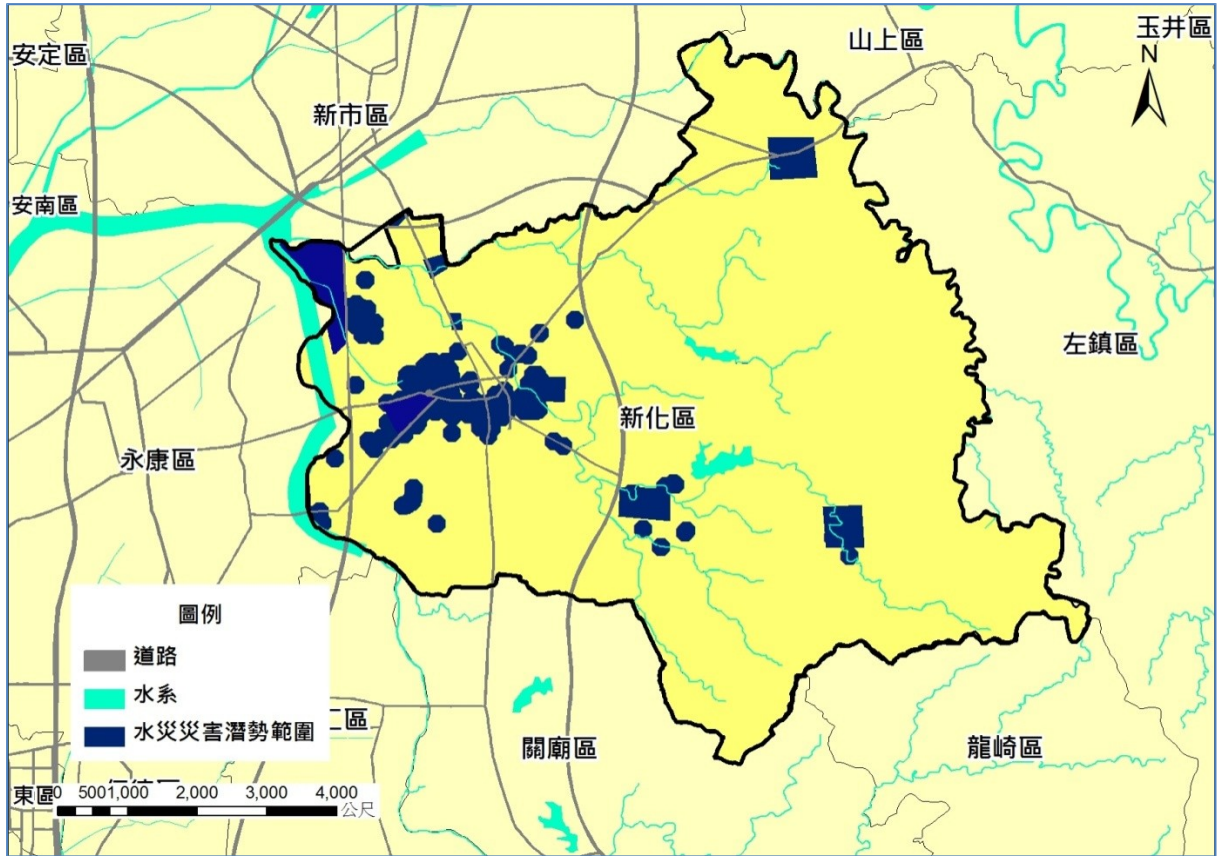 玉井區
山上區
安定區
N
新市區
安南區
左鎮區
新化區
永康區
圖例
道路
水系
水災災害潛勢範圍
關廟區
龍崎區
東區
0 5001,000 2,000 3,000 4,000
公尺